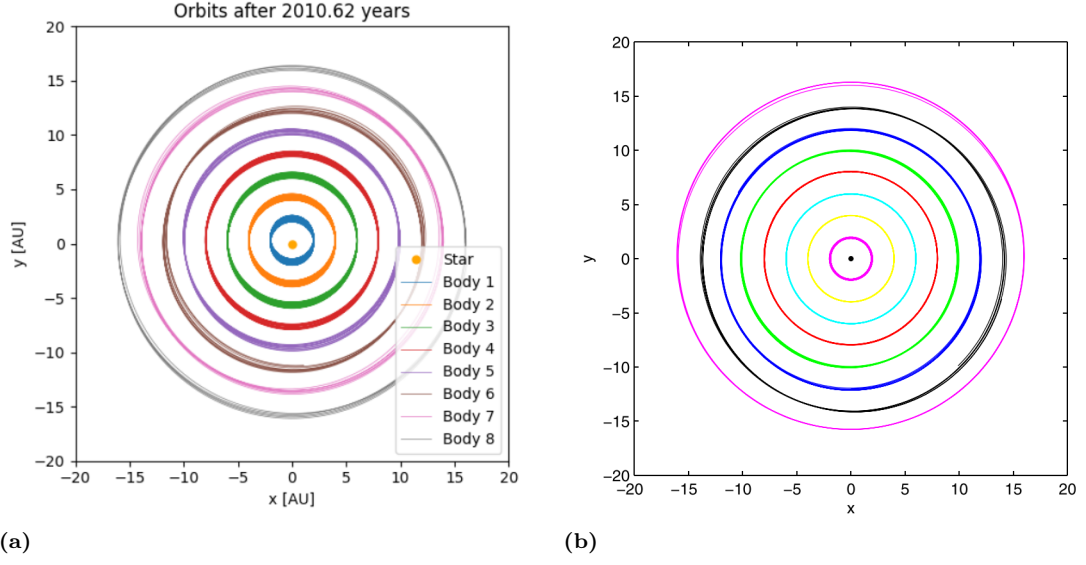 Orbits after 2010.62 years
20
15
10
5
0
−5
−10
−15
−20
y [AU]
−20 −15 −10 −5 0 5 10 15 20
x [AU]
Star
Body 1
Body 2
Body 3
Body 4
Body 5
Body 6
Body 7
Body 8
(a)
20
15
10
5
0
−5
−10
−15
−20
y
−20 −15 −10 −5 0 5 10 15 20
x
(b)